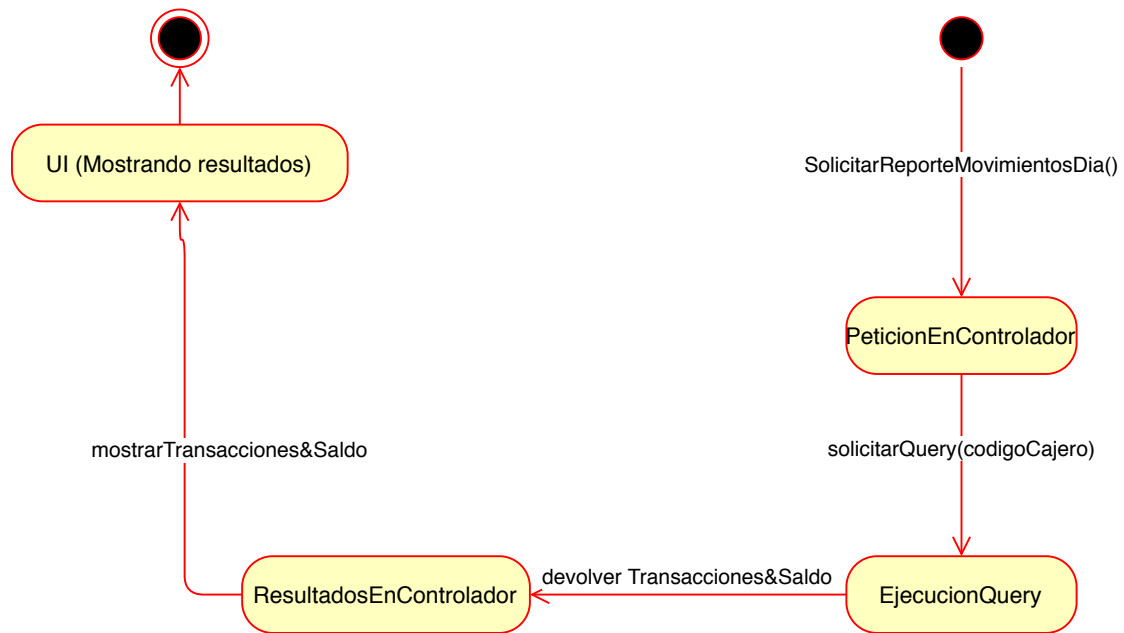 UI (Mostrando resultados)
SolicitarReporteMovimientosDia()
PeticionEnControlador
mostrarTransacciones&Saldo
solicitarQuery(codigoCajero)
devolver Transacciones&Saldo
ResultadosEnControlador
EjecucionQuery